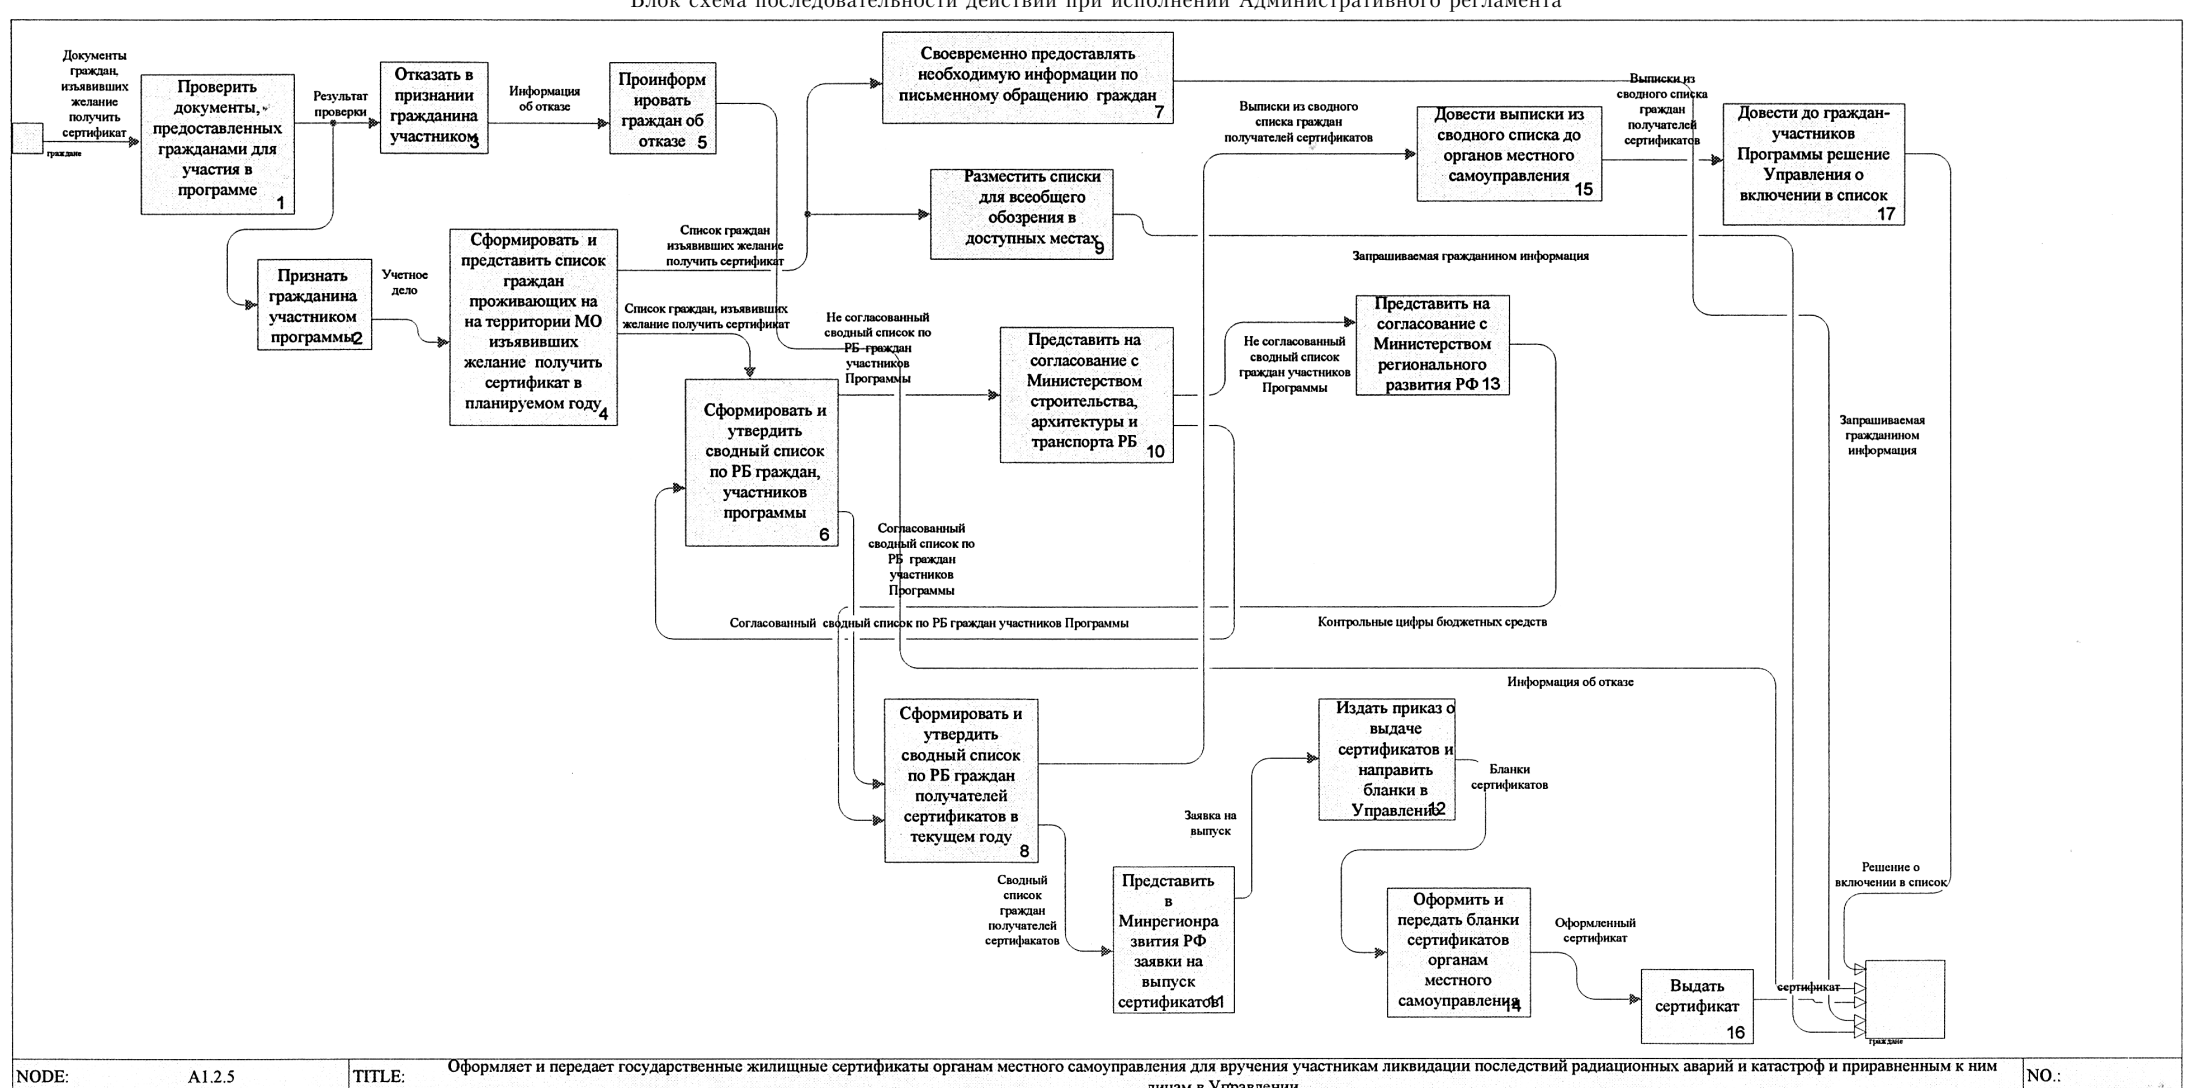 Блок схема последовательности действий при исполнении Административного регламента
Документы
граждан,
изъявивших
желание
получить
сертификат
граждане
Проверить
документы,
предоставленных
гражданами для
участия в
программе
1
Результат
проверки
Отказать в
признании
гражданина
участником
3
Информация
об отказе
Проинформ
ировать
граждан об
отказе
5
Своевременно предоставлять
необходимую информации по
письменному обращению граждан
7
Выписки из сводного
списка граждан
получателей сертификатов
Довести выписки из
сводного списка до
органов местного
самоуправления
15
Выписки из
сводного списка
граждан
получателей
сертификатов
Довести до граждан-
участников
Программы решение
Управления о
включении в список
17
Разместить списки
для всеобщего
обозрения в
доступных местах
9
Признать
гражданина
участником
программы
2
Учетное
дело
Сформировать и
представить список
граждан
проживающих на
на территории МО
изъявивших
желание получить
сертификат в
планируемом году
4
Список граждан
изъявивших желание
получить сертификат
Список граждан, изъявивших
желание получить сертификат
Не согласованный
сводный список по
РБ граждан
участников
Программы
Запрашиваемая гражданином информация
Представить на
согласование с
Министерством
строительства,
архитектуры и
транспорта РБ
10
Не согласованный
сводный список
граждан участников
Программы
Представить на
согласование с
Министерством
регионального
развития РФ
13
Запрашиваемая
гражданином
информация
Сформировать и
утвердить
сводный список
по РБ граждан,
участников
программы
6
Согласованный
сводный список по
РБ граждан
участников
Программы
Согласованный сводный список по РБ граждан участников Программы
Контрольные цифры бюджетных средств
Информация об отказе
Сформировать и
утвердить
сводный список
по РБ граждан
получателей
сертификатов в
текущем году
8
Сводный
список
граждан
получателей
сертифакатов
Представить
в
Минрегионра
звития РФ
заявки на
выпуск
сертификатов
11
Заявка на
выпуск
Издать приказ о
выдаче
сертификатов и
направить
бланки в
Управление
12
Бланки
сертификатов
Оформить и
передать бланки
сертификатов
органам
местного
самоуправления
14
Оформленный
сертификат
Выдать
сертификат
16
сертификат
Решение о
включении в список
граждане
NODE:
A1.2.5
TITLE:
Оформляет и передает государственные жилищные сертификаты органам местного самоуправления для вручения участникам ликвидации последствий радиационных аварий и катастроф и приравненным к ним
лицам в Управлении
NO.: